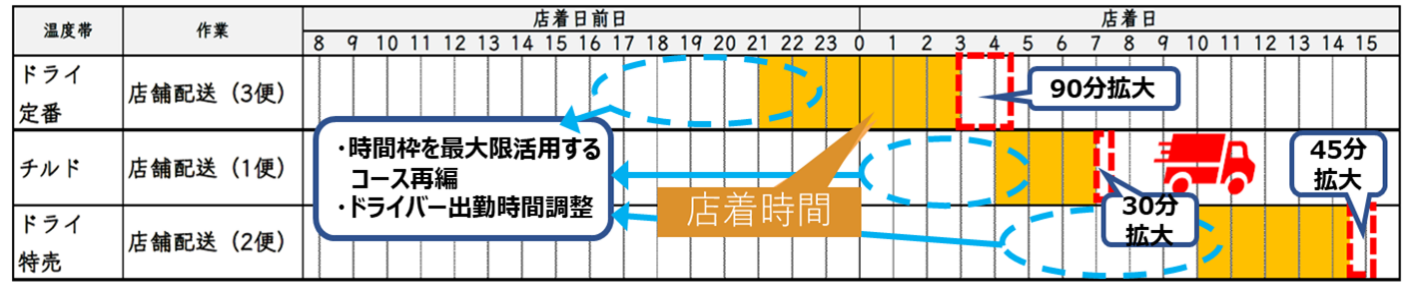 温度帯
作業
店着日前日
店着日
8 9 10 11 12 13 14 15 16 17 18 19 20 21 22 23 0 1 2 3 4 5 6 7 8 9 10 11 12 13 14 15
ドライ
定番
店舗配送（3便）
90分拡大
・時間枠を最大限活用する
コース再編
・ドライバー出勤時間調整
チルド
店舗配送（1便）
店着時間
30分
拡大
45分
拡大
ドライ
特売
店舗配送（2便）